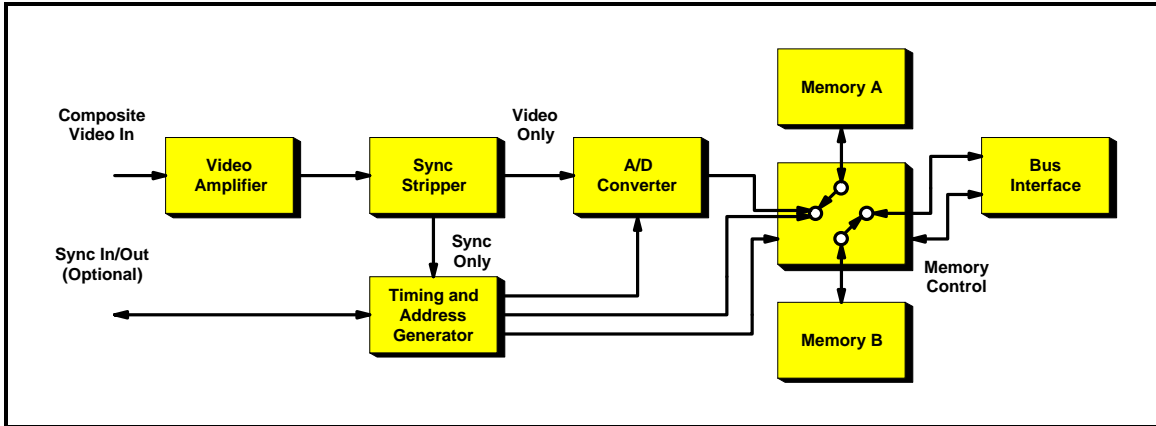 Composite
Video In
Video
Amplifier
Sync
Stripper
Video
Only
A/D
Converter
Memory A
Bus
Interface
Sync In/Out
(Optional)
Sync
Only
Timing and
Address
Generator
Memory
Control
Memory B